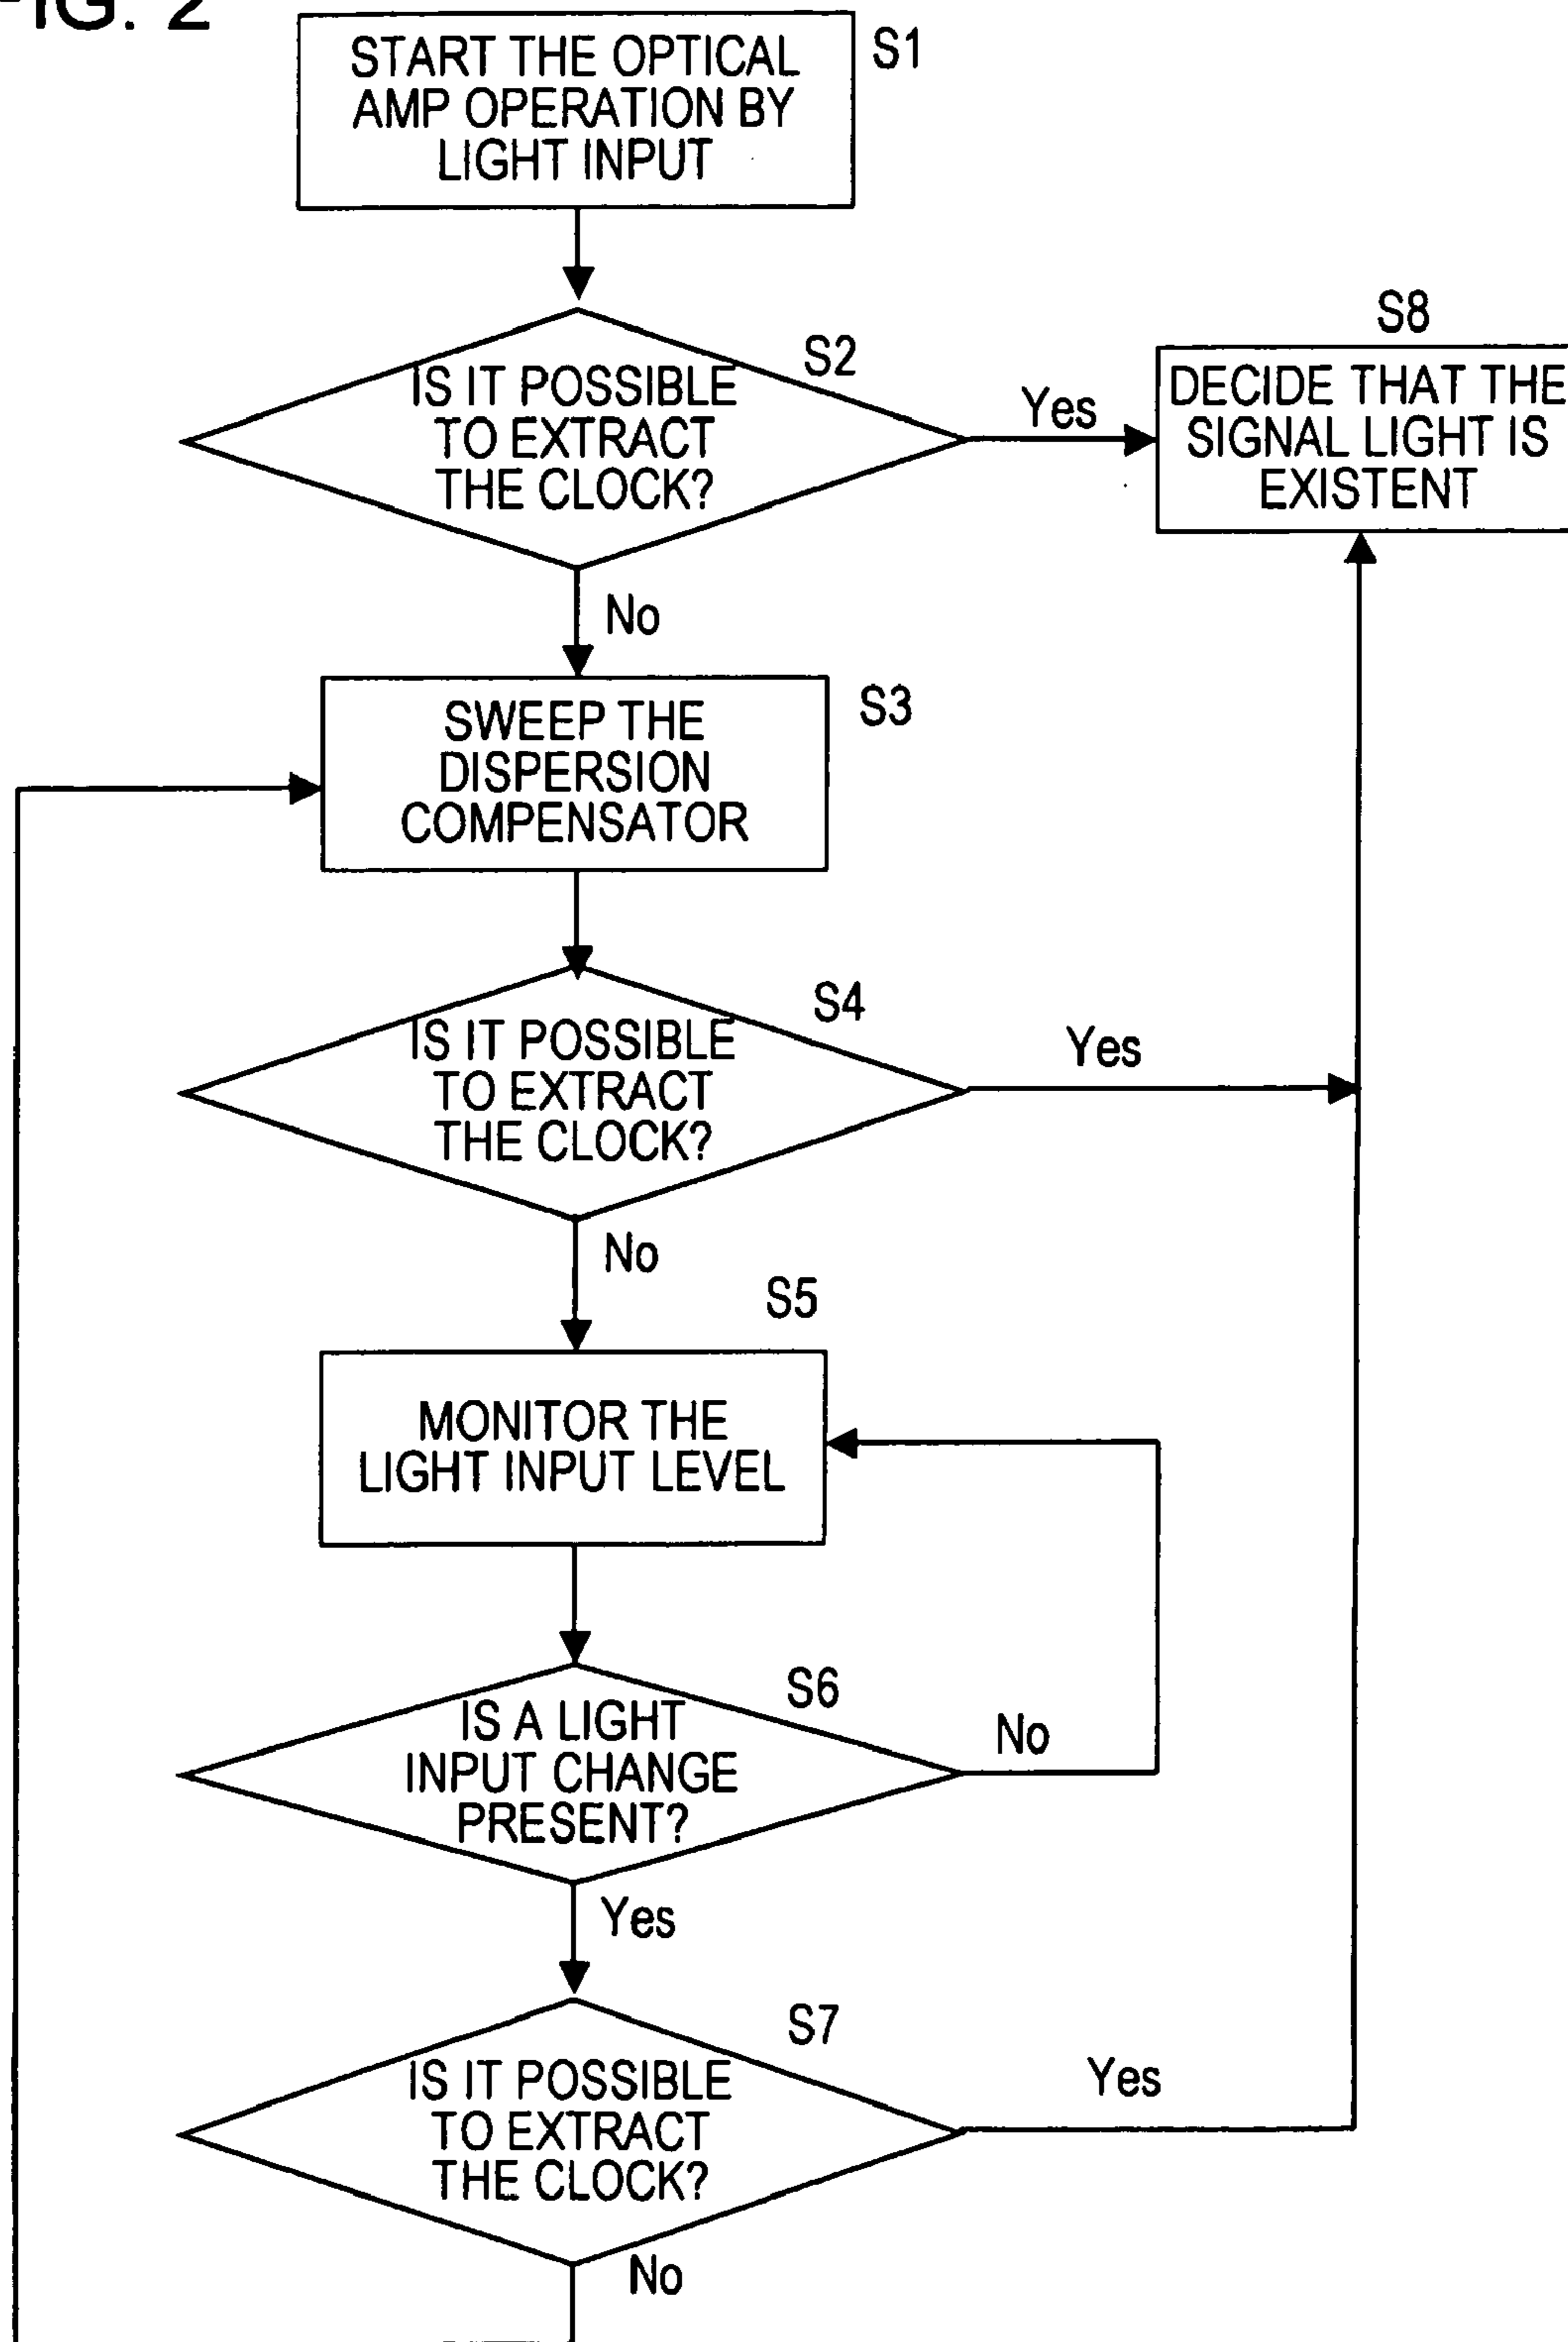 FIG. 2
START THE OPTICAL
AMP OPERATION BY
LIGHT INPUT
S1
IS IT POSSIBLE
TO EXTRACT
THE CLOCK?
S2
Yes
S8
DECIDE THAT THE
SIGNAL LIGHT IS
EXISTENT
No
SWEEP THE
DISPERSION
COMPENSATOR
S3
IS IT POSSIBLE
TO EXTRACT
THE CLOCK?
S4
Yes
No
S5
MONITOR THE
LIGHT INPUT LEVEL
IS A LIGHT
INPUT CHANGE
PRESENT?
S6
No
Yes
IS IT POSSIBLE
TO EXTRACT
THE CLOCK?
S7
Yes
No